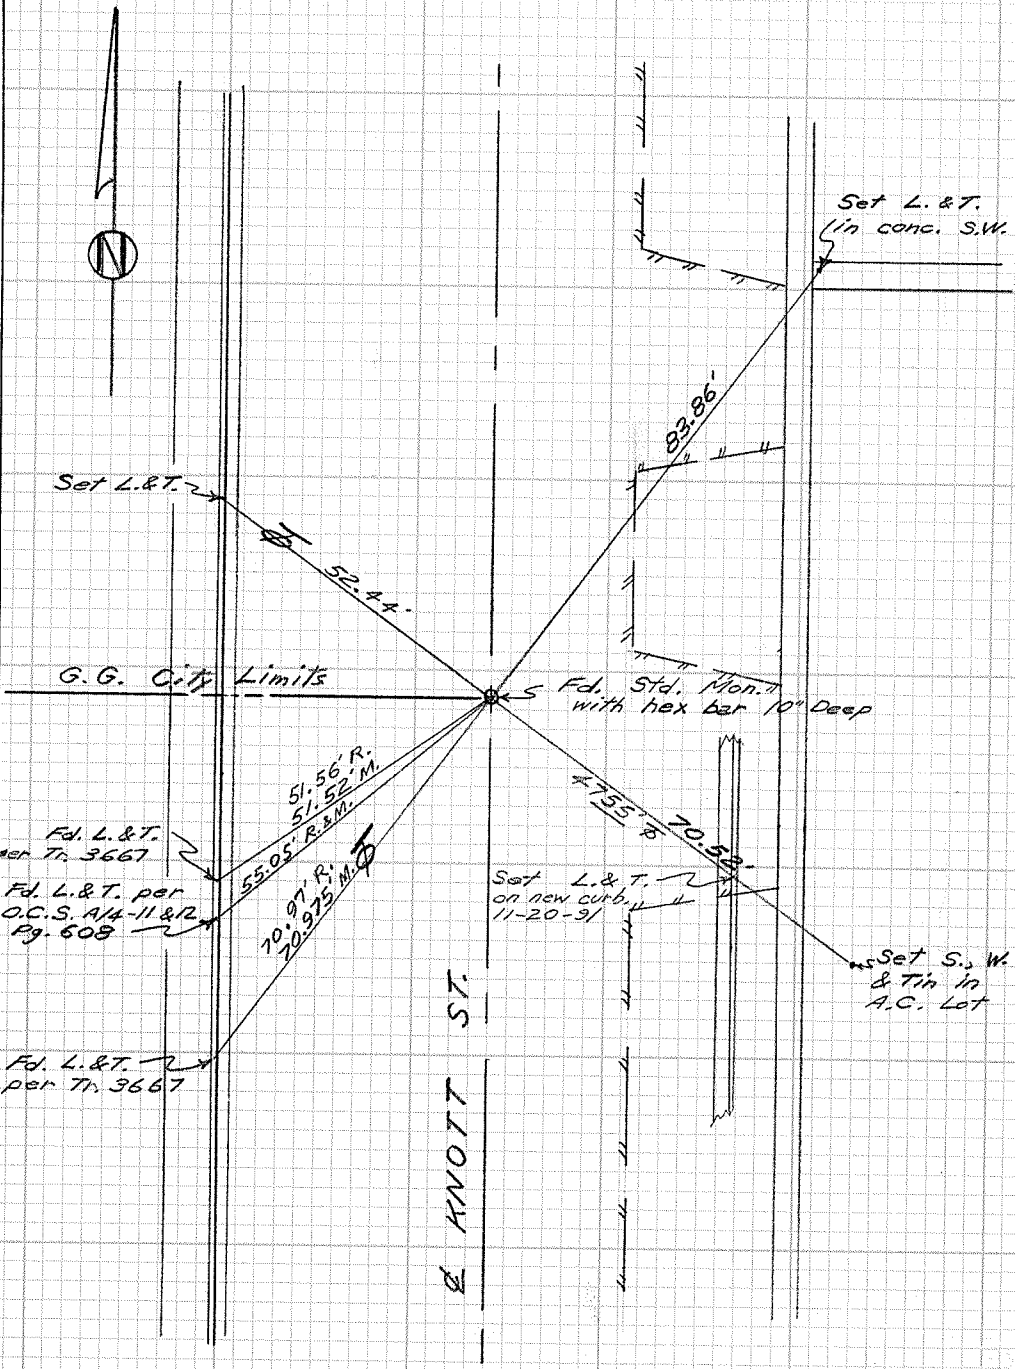 N
Set L. & T.
in conc. S.W.
83.86'
Set L.&T.
52.44'
G.G. City Limits
Fd. Std. Mon.
with hex bar 10" Deep
51.56' R.
51.52' M.
55.05' R.&M.
70.97' R.
70.975 M.
Fd. L.&T.
per Tr. 3667
Fd. L.&T. per
O.C.S. A/4-11 &12
Pg. 608
Fd. L.&T.
per Tr. 3667
47.55'
70.52'
Set L.& T.
on new curb.
11-20-91
Set S., W.
& Tin in
A.C. Lot
℄ KNOTT ST.